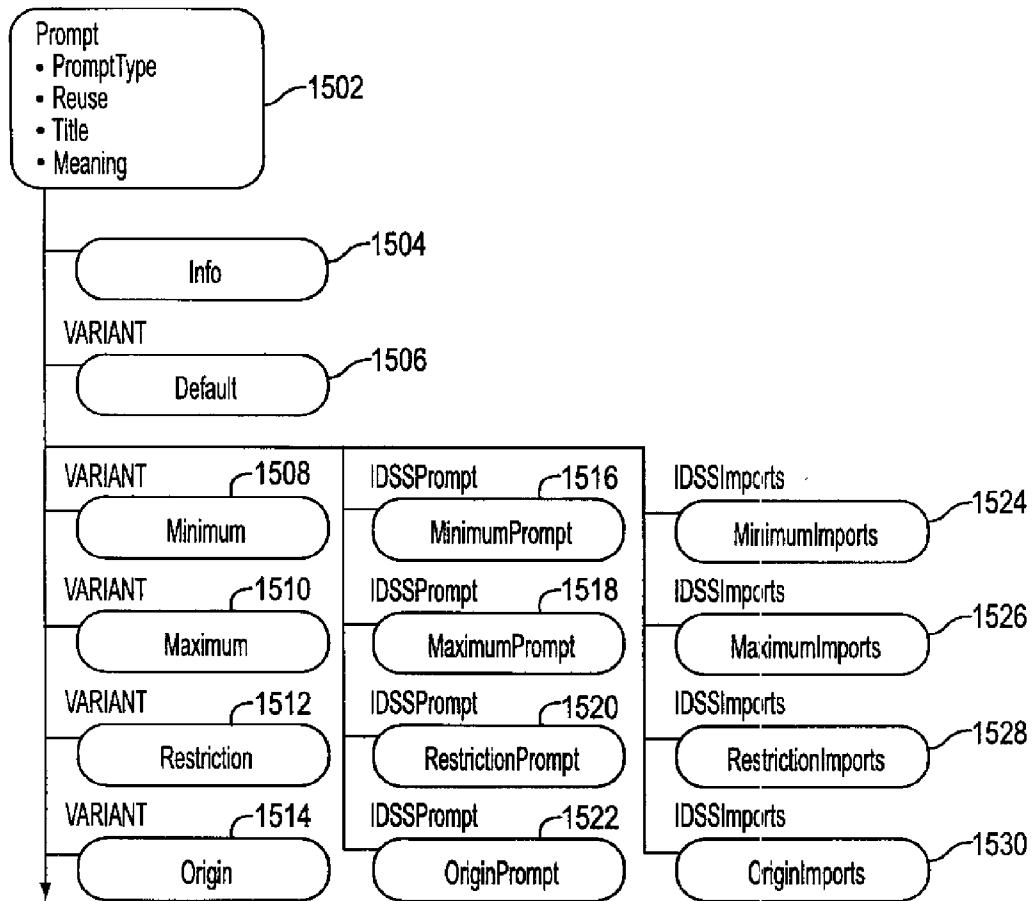 Prompt
• PromptType
• Reuse
• Title
• Meaning
1502
1504
Info
VARIANT
1506
Default
VARIANT
1508
IDSSPrompt
1516
IDSSImports
1524
Minimum
MinimumPrompt
MinimumImports
VARIANT
1510
IDSSPrompt
1518
IDSSImports
1526
Maximum
MaximumPrompt
MaximumImports
VARIANT
1512
IDSSPrompt
1520
IDSSImports
1528
Restriction
RestrictionPrompt
RestrictionImports
VARIANT
1514
IDSSPrompt
1522
IDSSImports
1530
Origin
OriginPrompt
OriginImports